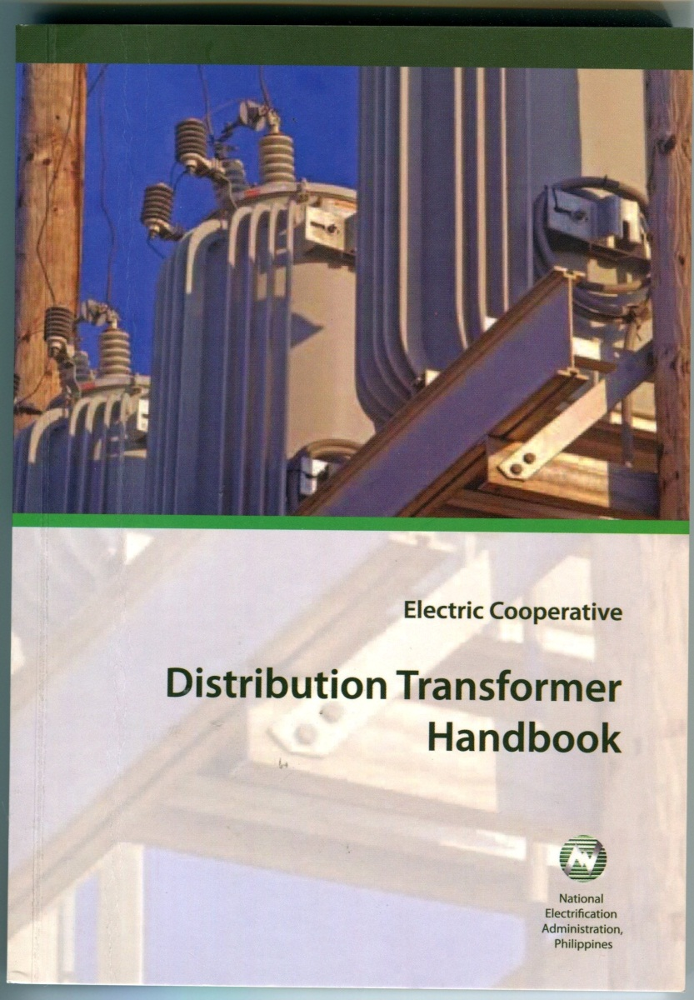 Electric Cooperative
Distribution Transformer
Handbook
National
Electrification
Administration,
Philippines